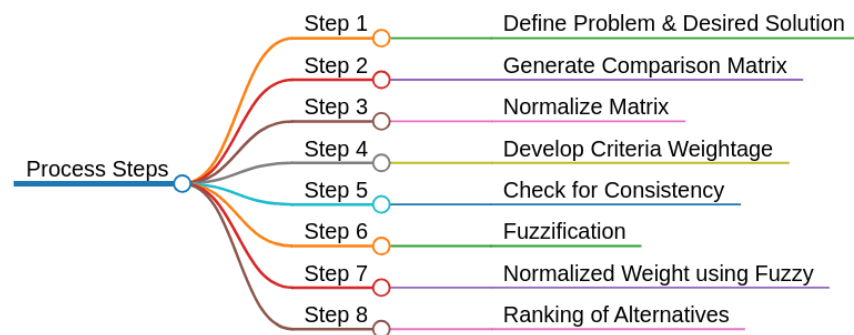 Step 1 Define Problem & Desired Solution
Step 2 Generate Comparison Matrix
Step 3 Normalize Matrix
Step 4 Develop Criteria Weightage
Process Steps
Step 5 Check for Consistency
Step 6 Fuzzification
Step 7 Normalized Weight using Fuzzy
Step 8 Ranking of Alternatives